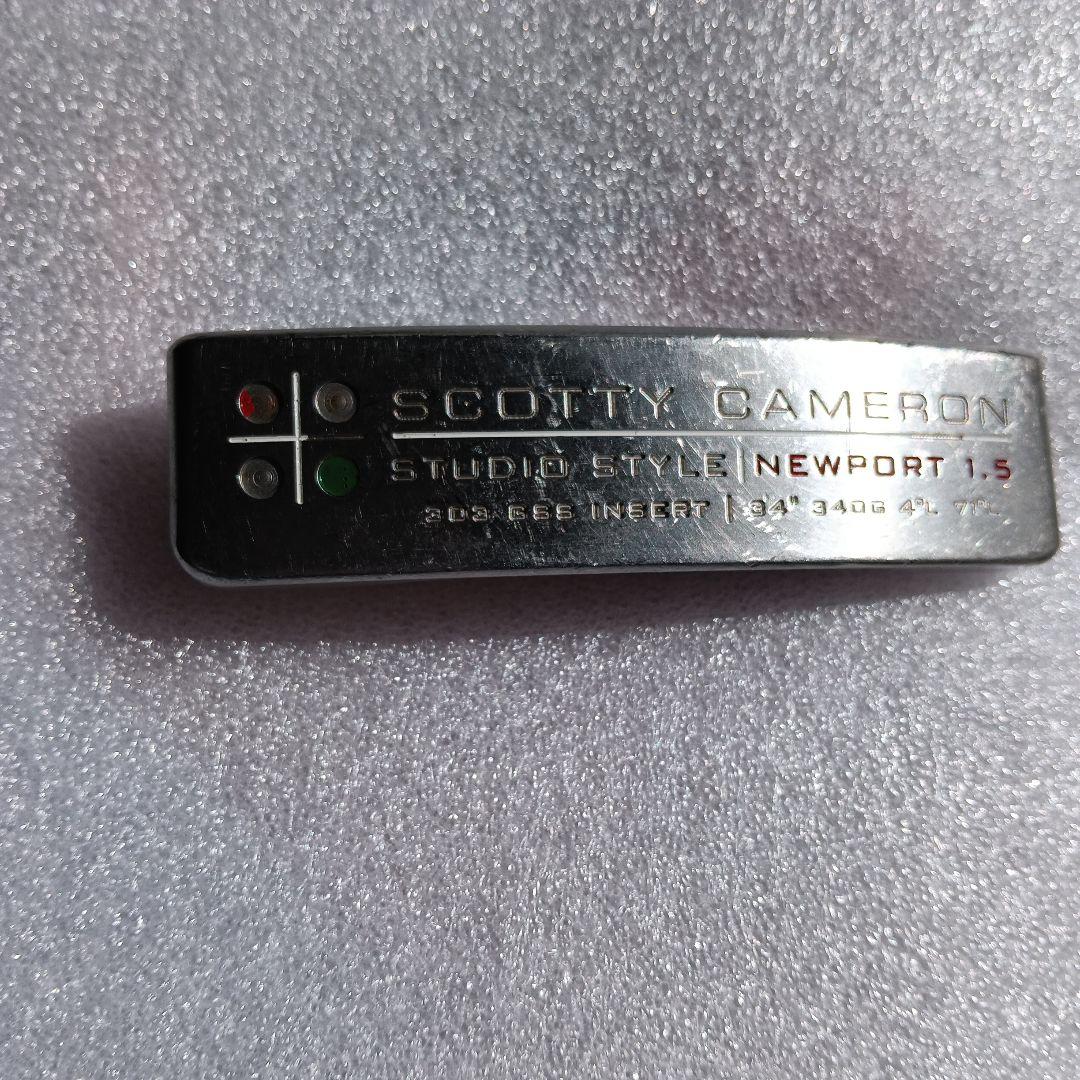 SCOTTY CAMERON
STUDIO STYLE | NEWPORT 1.5
303 GSS INSERT | 34" 340G 4°L 71°L